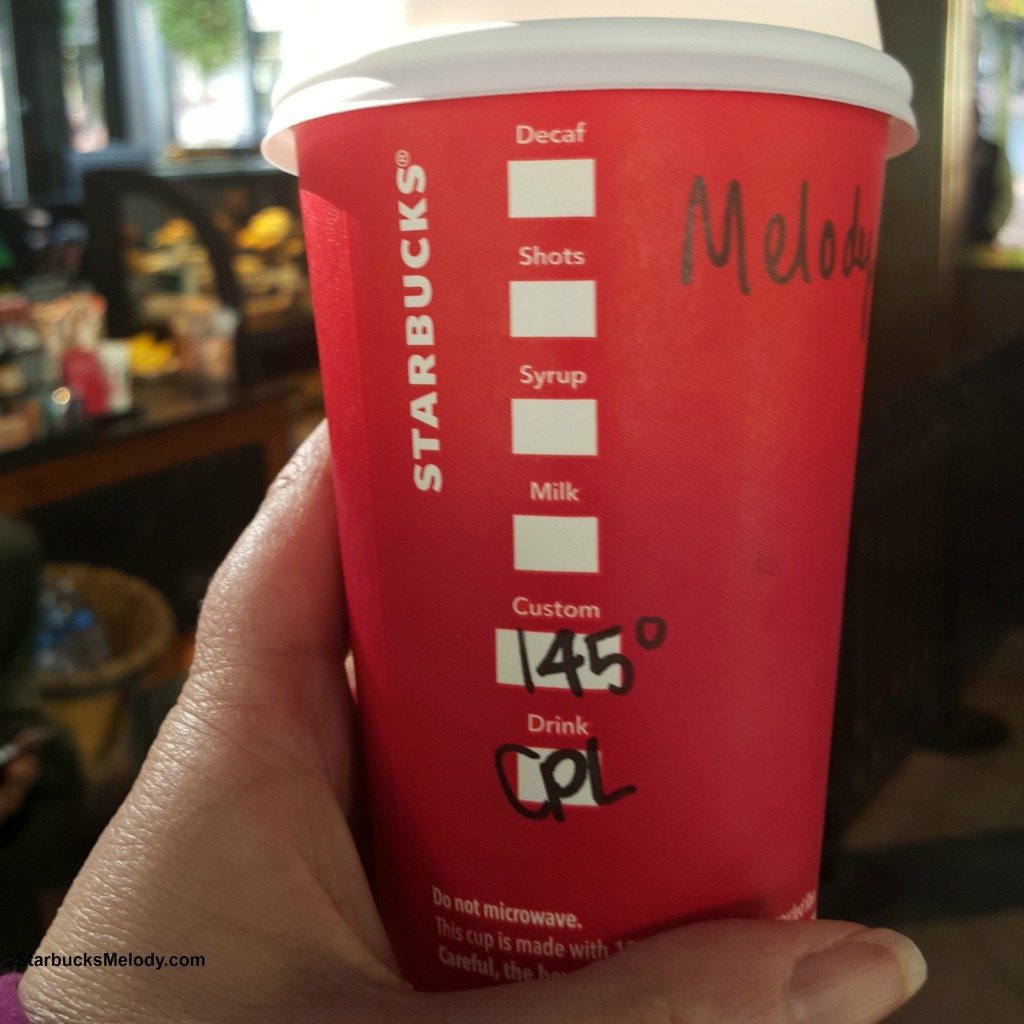 STARBUCKS®
Decaf
Shots
Syrup
Milk
Custom
145°
Drink
CPL
Melody
Do not microwave.
This cup is made with
Careful, the
©StarbucksMelody.com